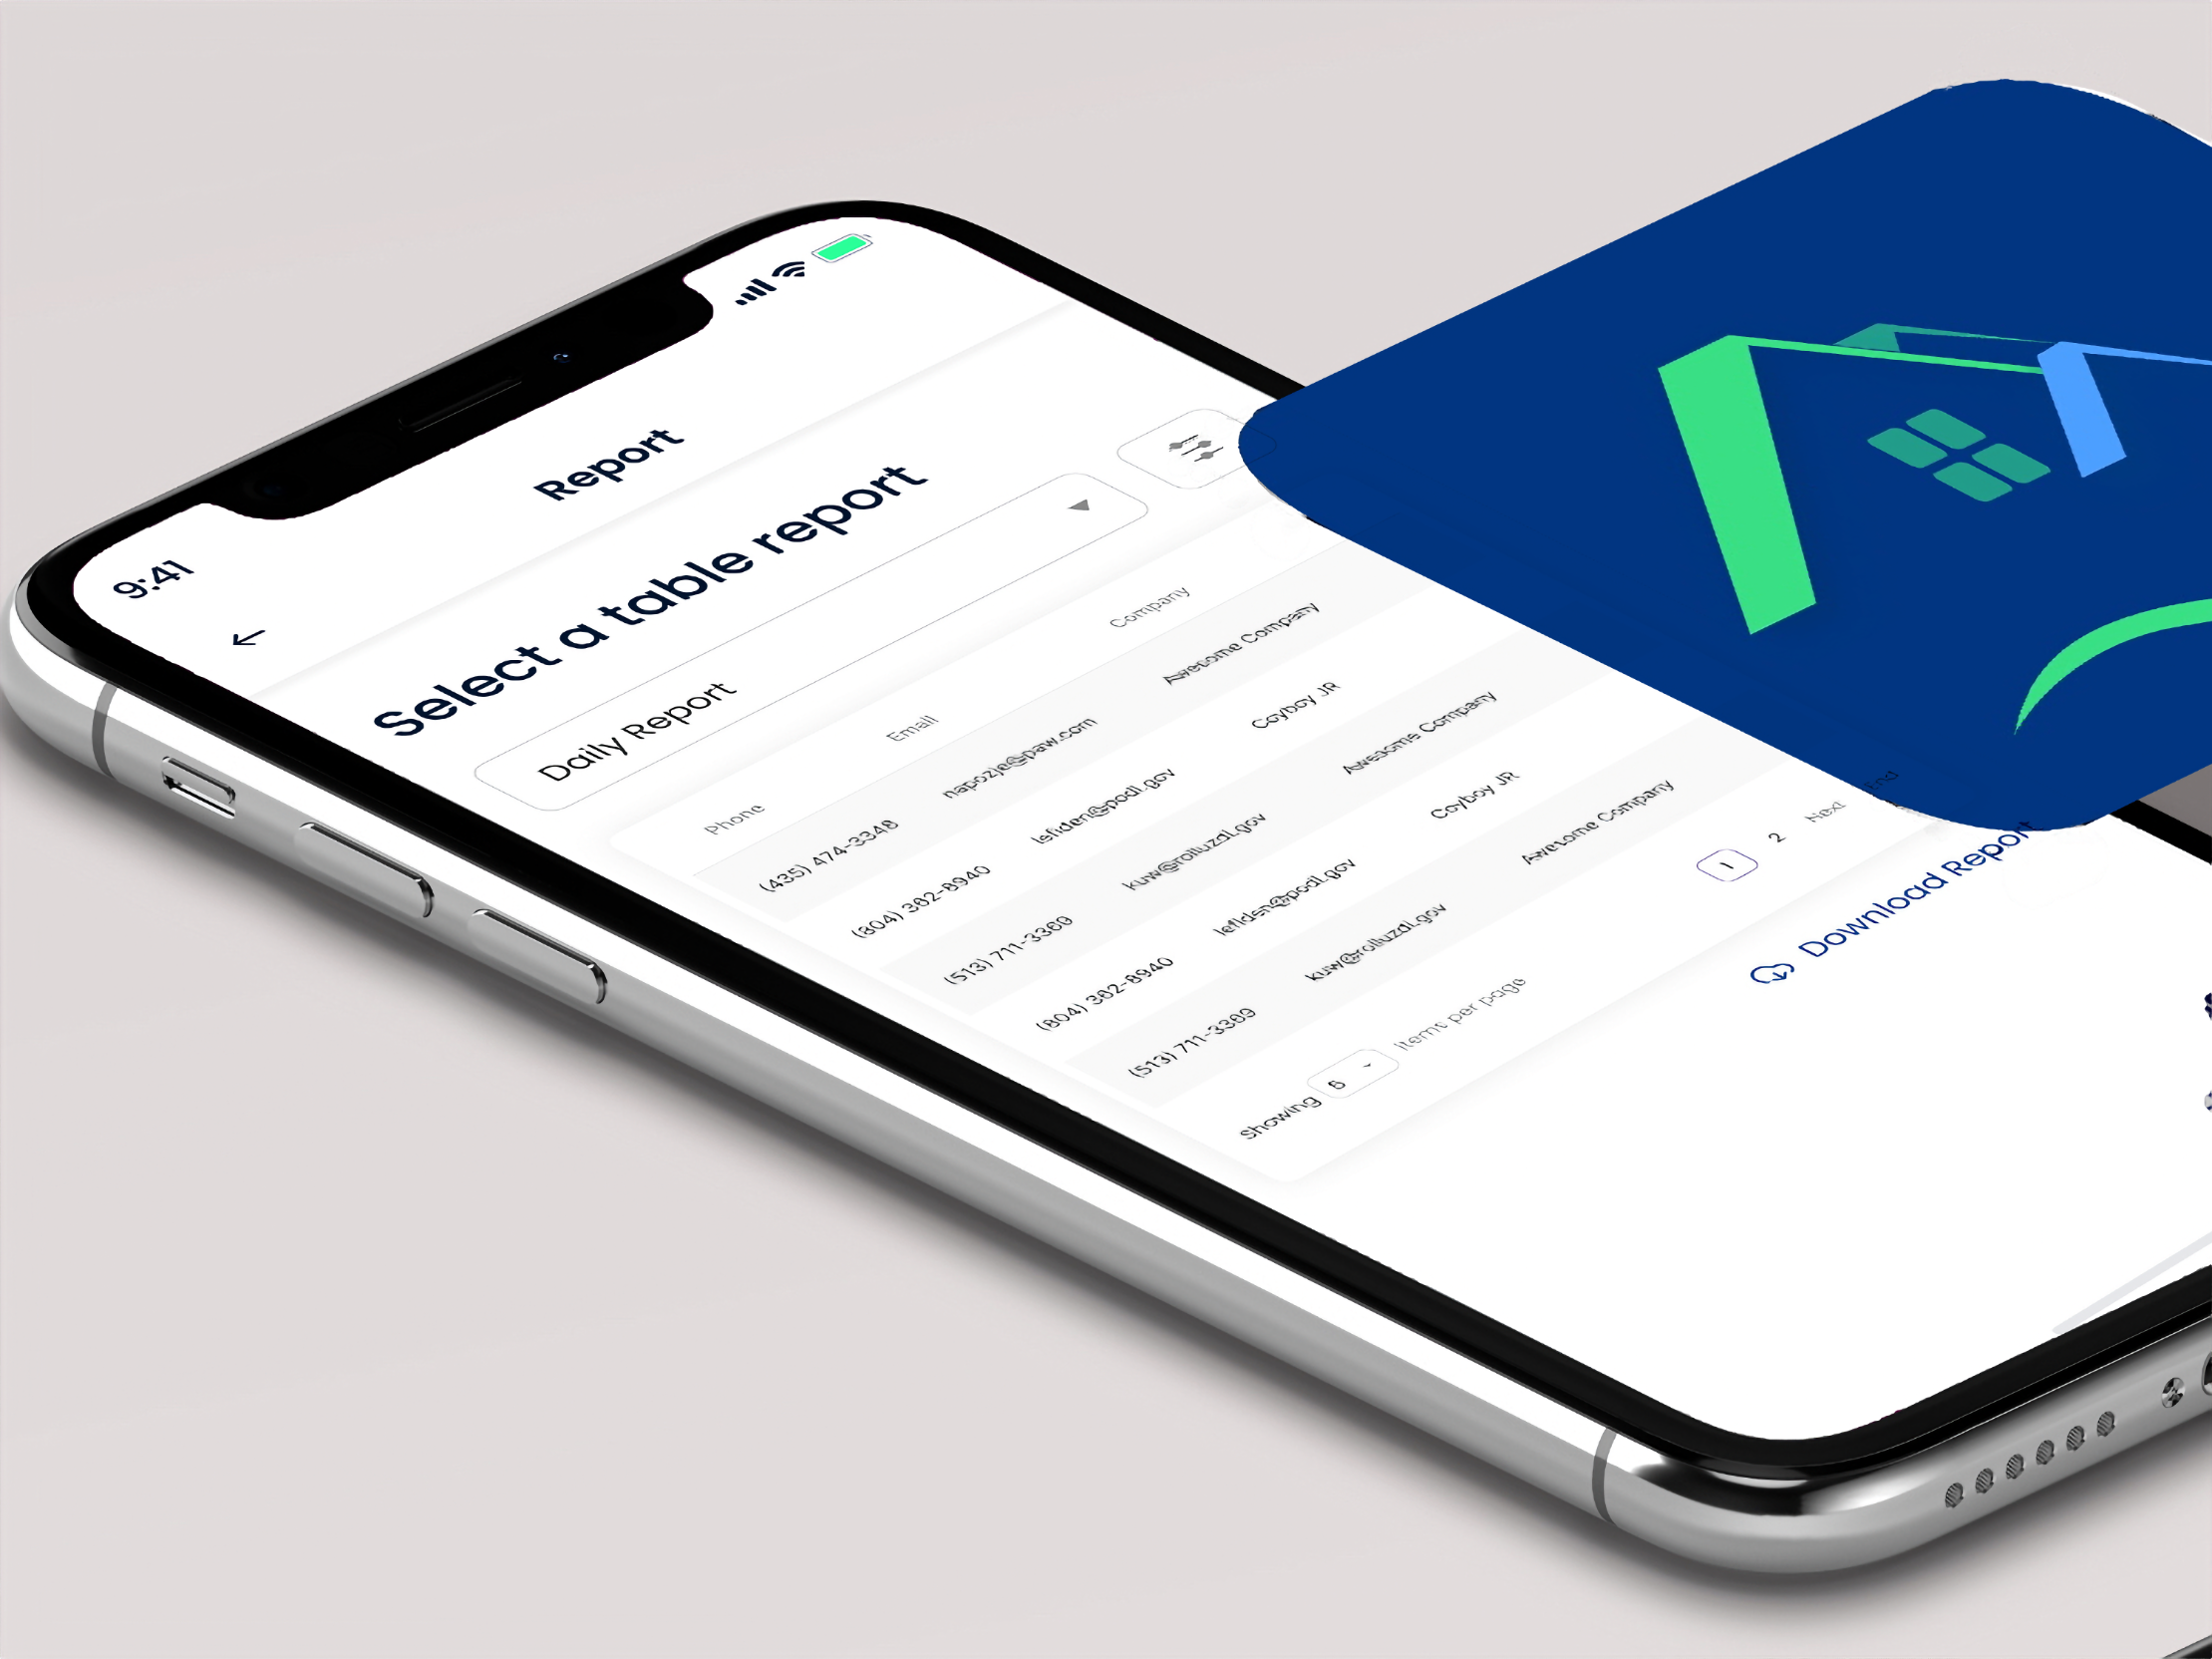 9:41
Report
Select a table report
Daily Report
Phone Email Company
(435) 474-3348 napozje@paw.com Awesome Company
(804) 382-8940 lefiden@podi.gov Coyboy JR
(513) 711-3369 kuw@rolluzdi.gov Awesome Company
(804) 382-8940 lefiden@podi.gov Coyboy JR
(513) 711-3369 kuw@rolluzdi.gov Awesome Company
Showing 5 items per page 1 2 Next
Download Report